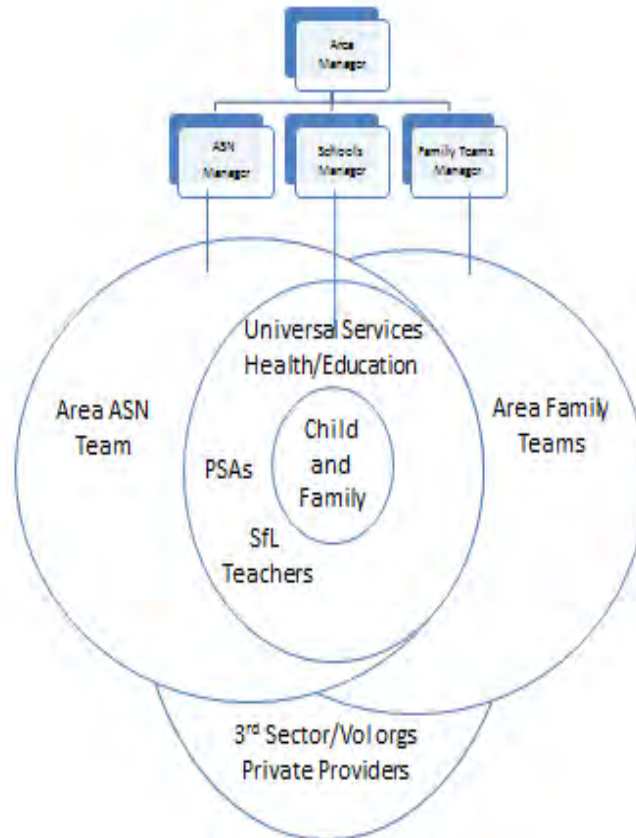 Area
Manager
ASN
Manager
Schools
Manager
Family Teams
Manager
Universal Services
Health/Education
Area ASN
Team
Child
and
Family
Area Family
Teams
PSAs
SfL
Teachers
3rd Sector/Vol orgs
Private Providers